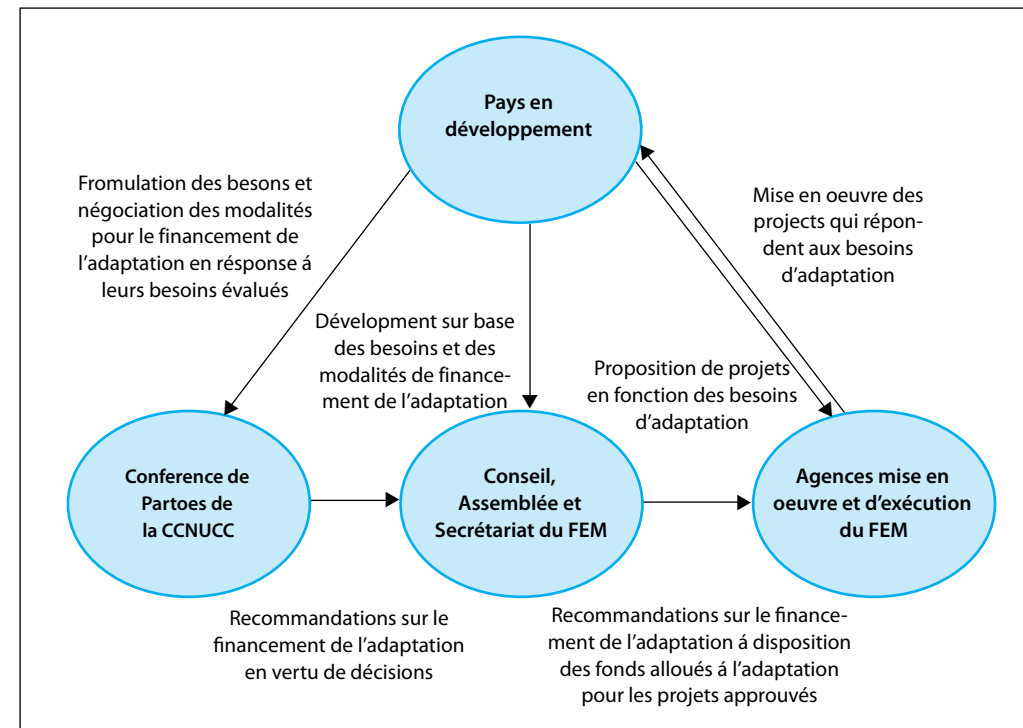 Pays en
développement
Fromulation des besons et
négociation des modalités
pour le financement de
l’adaptation en résponse á
leurs besoins évalués
Mise en oeuvre des
projects qui répon-
dent aux besoins
d’adaptation
Dévelopment sur base
des besoins et des
modalités de finance-
ment de l’adaptation
Proposition de projets
en fonction des besoins
d’adaptation
Conference de
Partoes de
la CCNUCC
Conseil,
Assemblée et
Secrétariat du FEM
Agences mise en
oeuvre et d’exécution
du FEM
Recommandations sur le
financement de l’adaptation
en vertu de décisions
Recommandations sur le finance-
ment de l’adaptation á disposition
des fonds alloués á l’adaptation
pour les projets approuvés